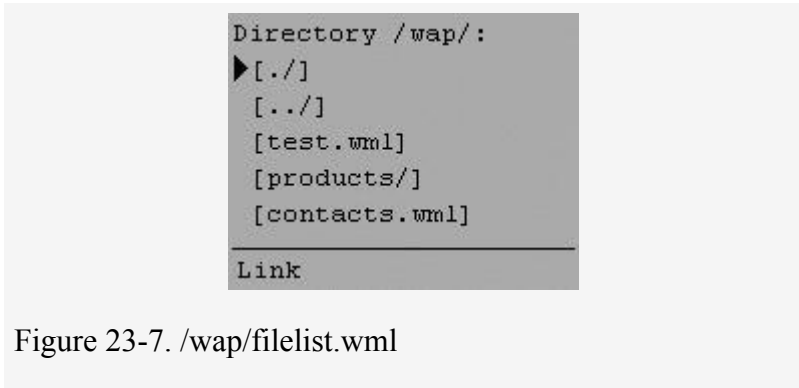 Directory /wap/:
[./]
[../]
[test.wml]
[products/]
[contacts.wml]
Link
Figure 23-7. /wap/filelist.wml